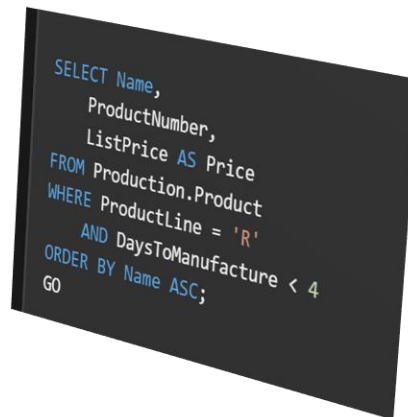 SELECT Name,
    ProductNumber,
    ListPrice AS Price
FROM Production.Product
WHERE ProductLine = 'R'
    AND DaysToManufacture < 4
ORDER BY Name ASC;
GO